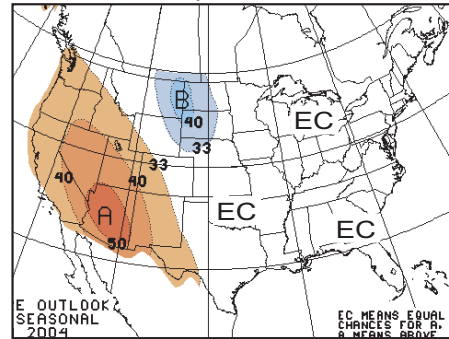 B
40
EC
33
33
40
40
A
EC
EC
50
E OUTLOOK
SEASONAL
2004
EC MEANS EQUAL
CHANCES FOR A,
A MEANS ABOVE